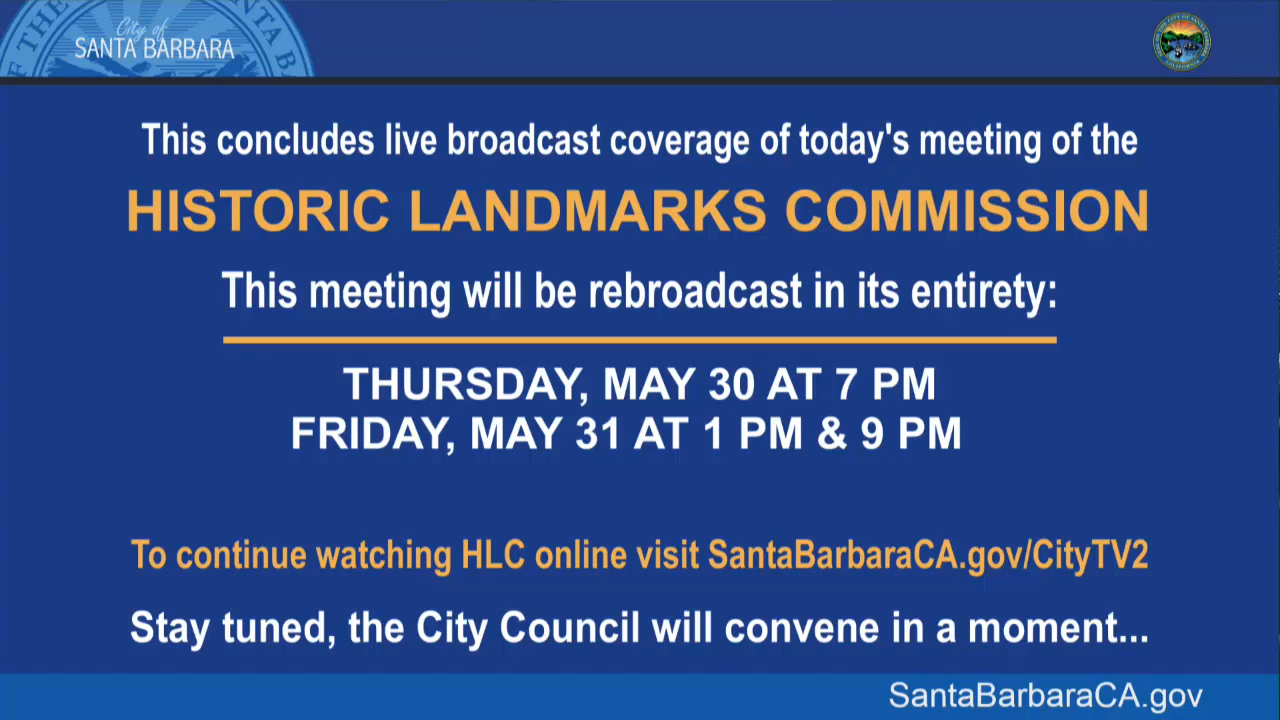 City of
SANTA BARBARA
This concludes live broadcast coverage of today's meeting of the
HISTORIC LANDMARKS COMMISSION
This meeting will be rebroadcast in its entirety:
THURSDAY, MAY 30 AT 7 PM
FRIDAY, MAY 31 AT 1 PM & 9 PM
To continue watching HLC online visit SantaBarbaraCA.gov/CityTV2
Stay tuned, the City Council will convene in a moment...
SantaBarbaraCA.gov